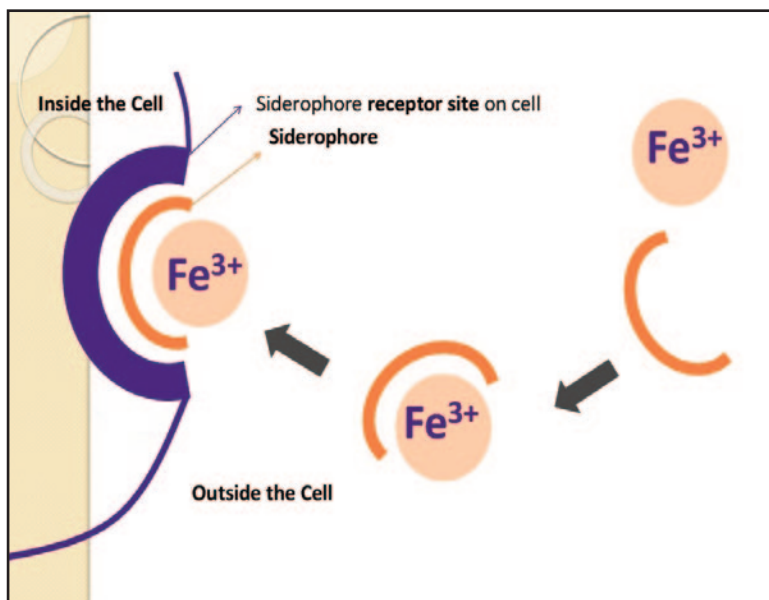 Inside the Cell
Siderophore receptor site on cell
Siderophore
Fe3+
Fe3+
Fe3+
Outside the Cell